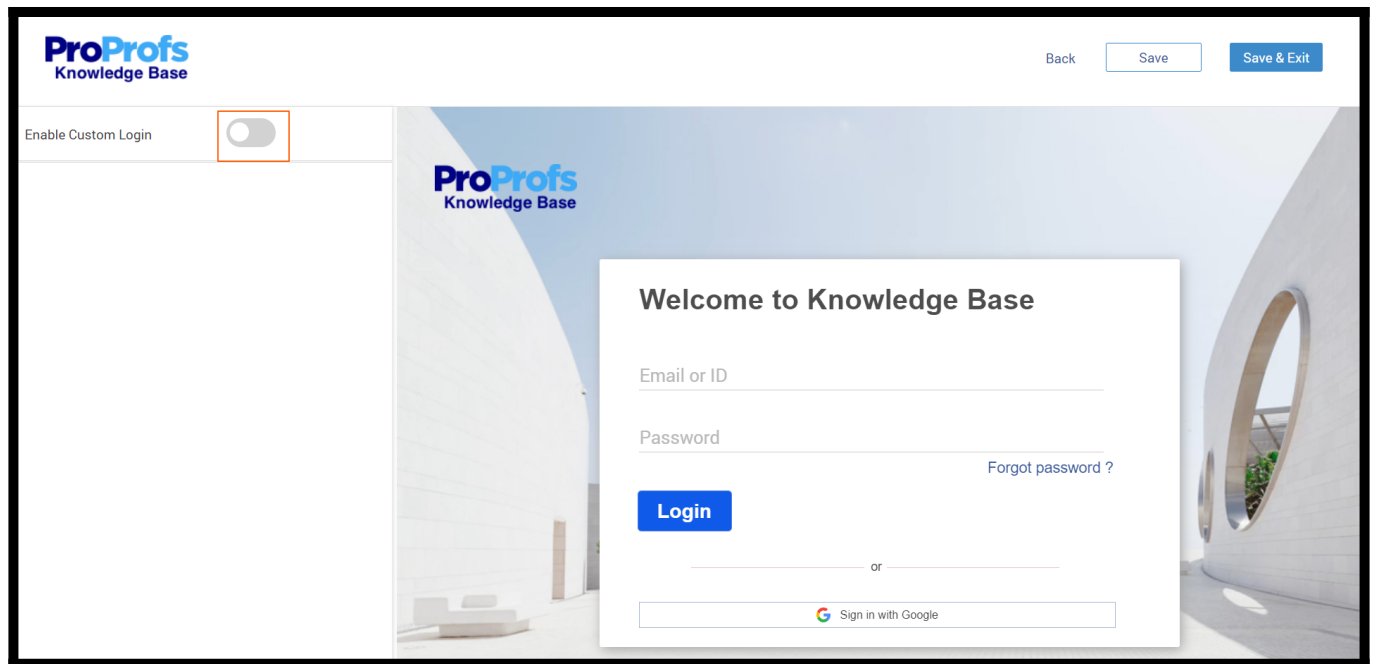 ProProfs
Knowledge Base
Back
Save
Save & Exit
Enable Custom Login
ProProfs
Knowledge Base
Welcome to Knowledge Base
Email or ID
Password
Forgot password ?
Login
or
Sign in with Google